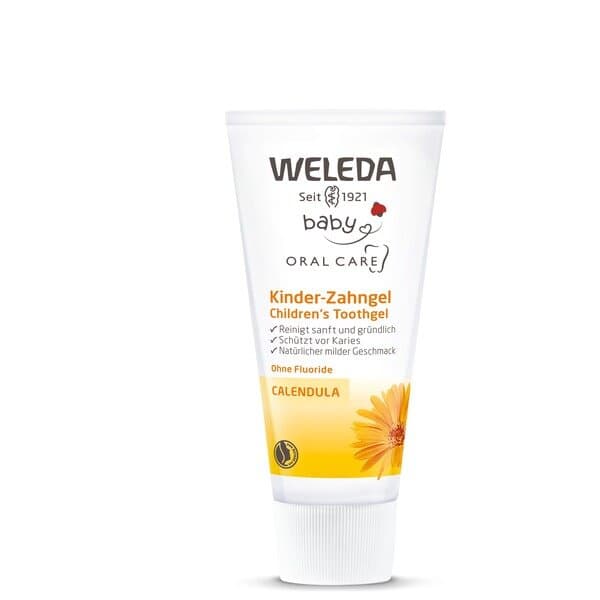 WELEDA
Seit 1921
baby
ORAL CARE
Kinder-Zahngel
Children's Toothgel
✓ Reinigt sanft und gründlich
✓ Schützt vor Karies
✓ Natürlicher milder Geschmack
Ohne Fluoride
CALENDULA